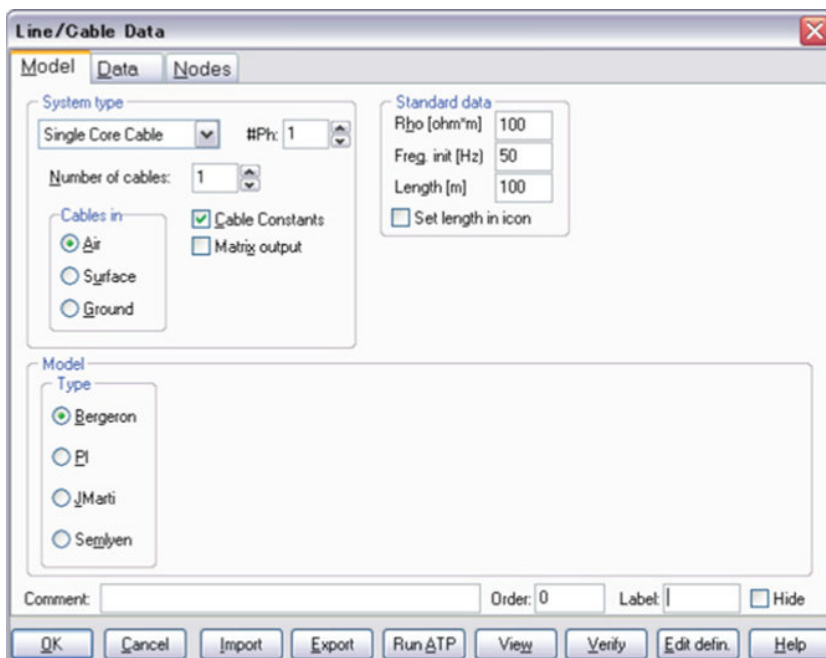 Line/Cable Data
Model Data Nodes
System type
Single Core Cable #Ph: 1
Number of cables: 1
Cables in
Air
Surface
Ground
Cable Constants
Matrix output
Standard data
Rho [ohm*m] 100
Freq. init [Hz] 50
Length [m] 100
Set length in icon
Model
Type
Bergeron
PI
JMarti
Semlyen
Comment: Order: 0 Label: Hide
OK Cancel Import Export Run ATP View Verify Edit defin. Help